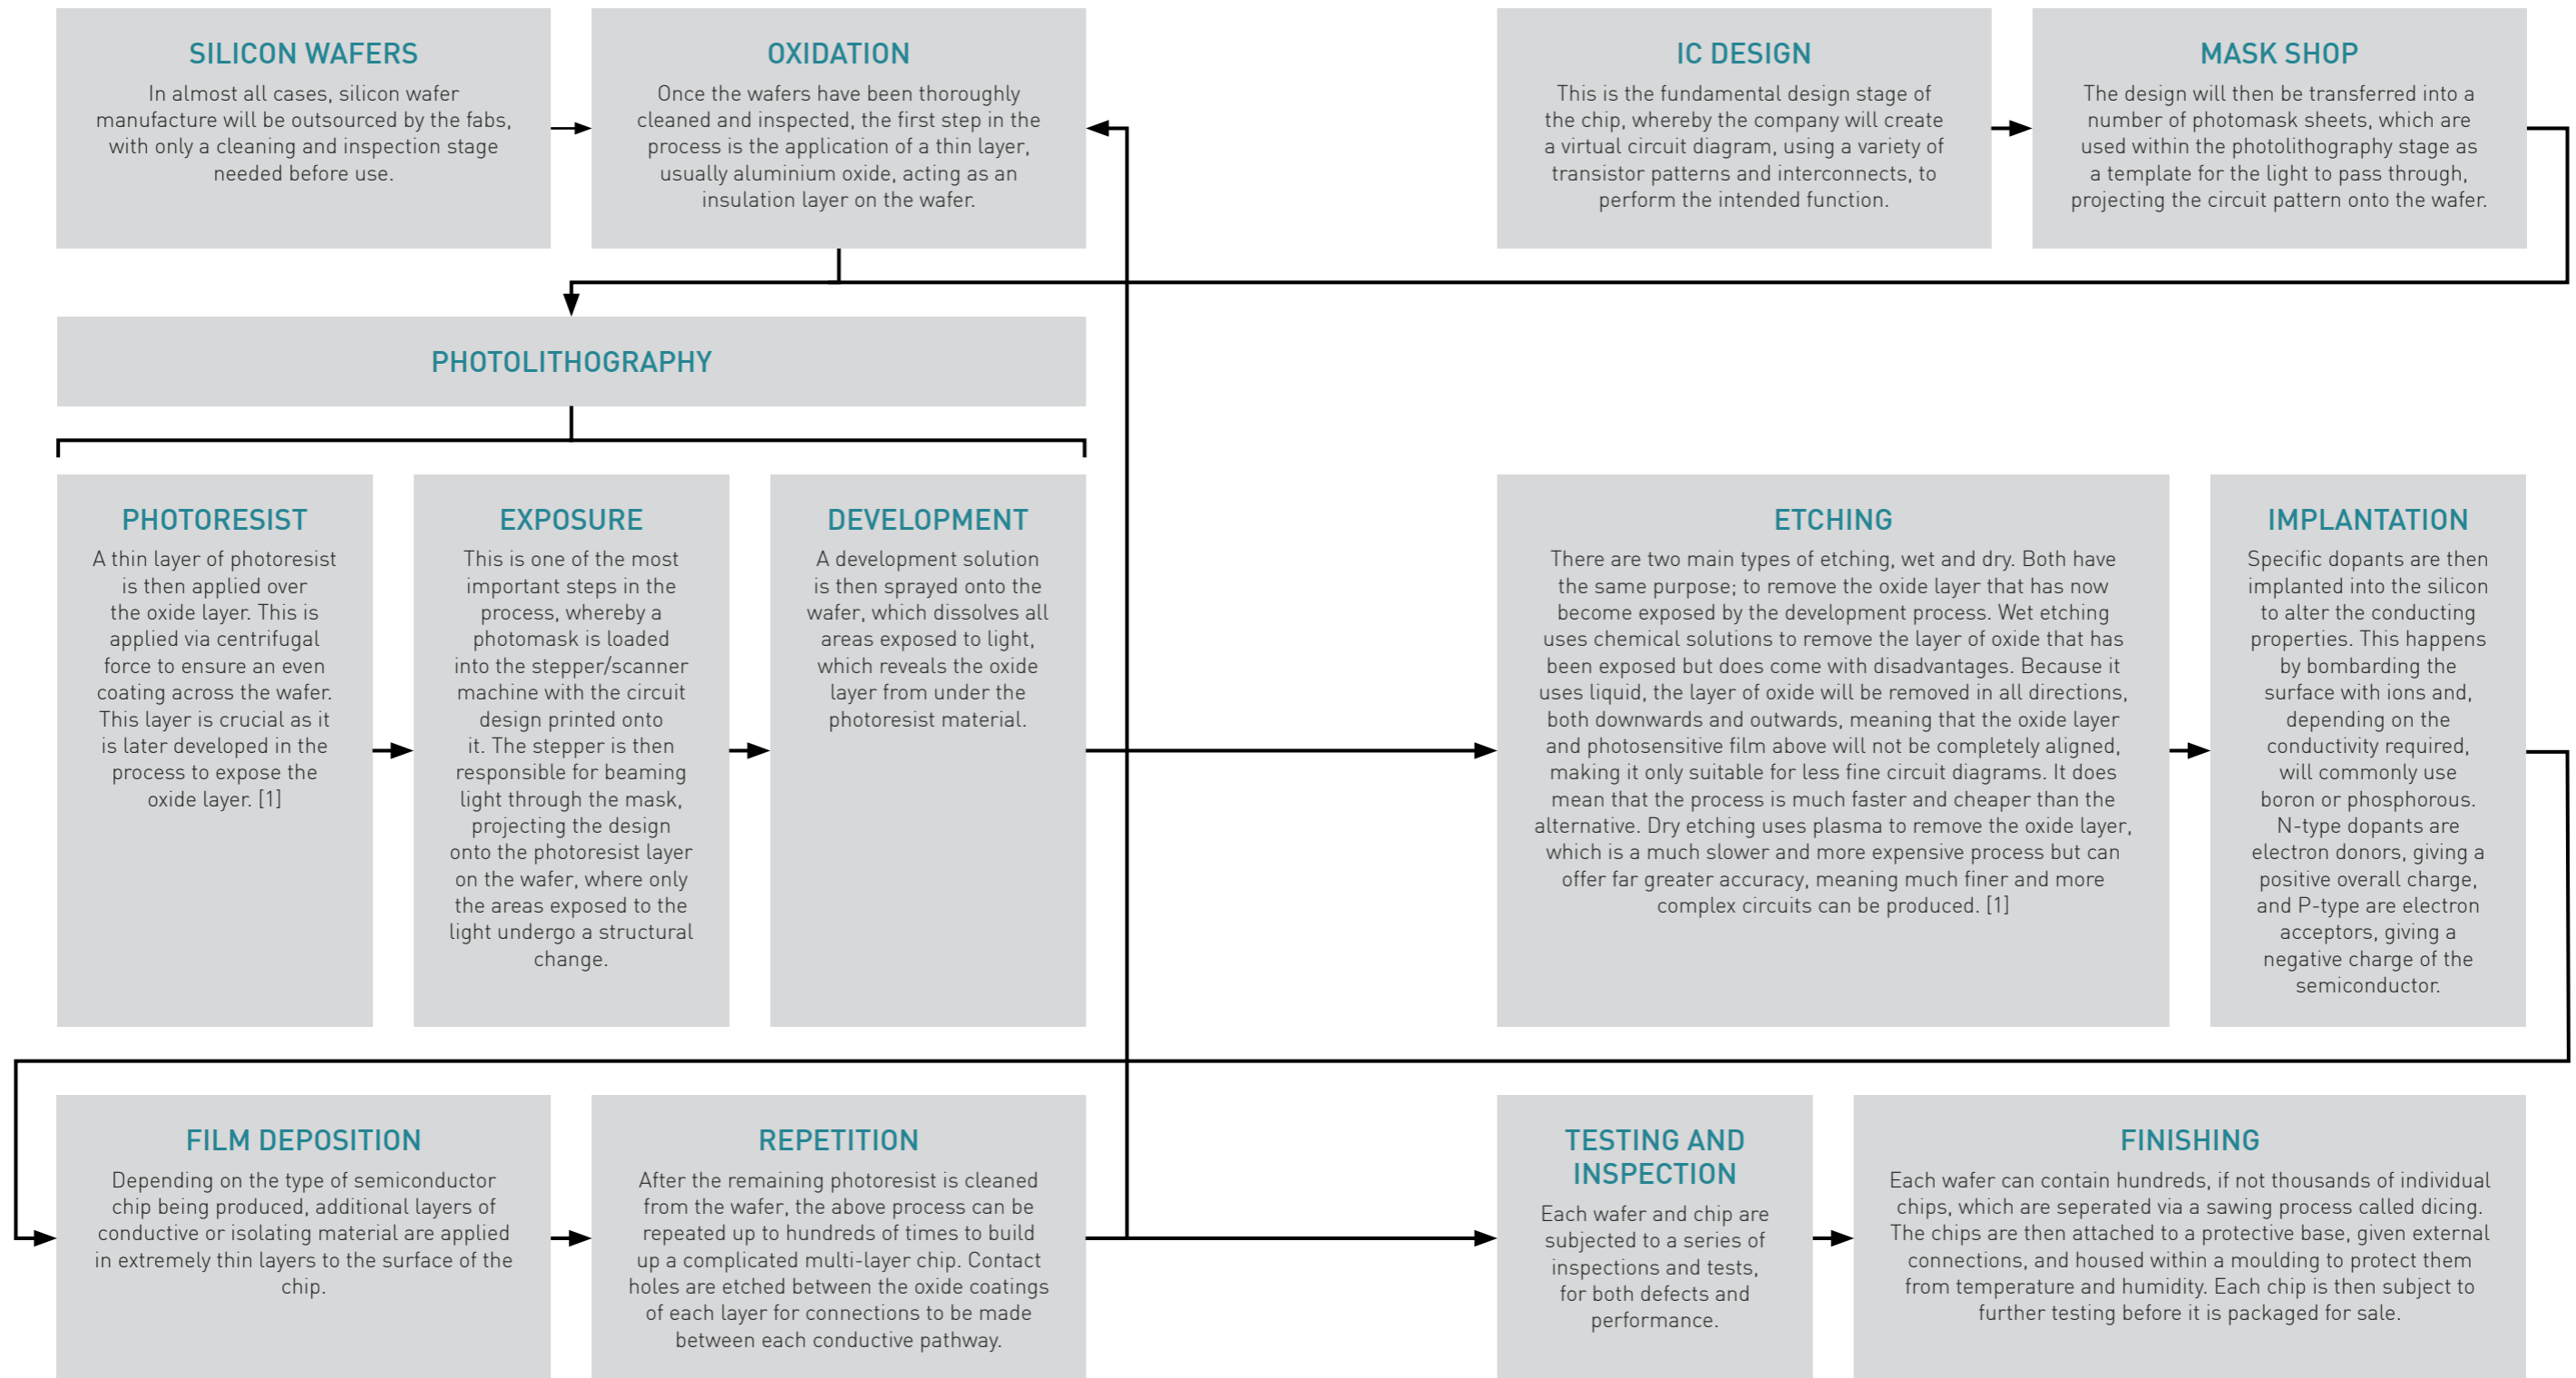 SILICON WAFERS
In almost all cases, silicon wafer
manufacture will be outsourced by the fabs,
with only a cleaning and inspection stage
needed before use.
OXIDATION
Once the wafers have been thoroughly
cleaned and inspected, the first step in the
process is the application of a thin layer,
usually aluminium oxide, acting as an
insulation layer on the wafer.
IC DESIGN
This is the fundamental design stage of
the chip, whereby the company will create
a virtual circuit diagram, using a variety of
transistor patterns and interconnects, to
perform the intended function.
MASK SHOP
The design will then be transferred into a
number of photomask sheets, which are
used within the photolithography stage as
a template for the light to pass through,
projecting the circuit pattern onto the wafer.
PHOTOLITHOGRAPHY
PHOTORESIST
A thin layer of photoresist
is then applied over
the oxide layer. This is
applied via centrifugal
force to ensure an even
coating across the wafer.
This layer is crucial as it
is later developed in the
process to expose the
oxide layer. [1]
EXPOSURE
This is one of the most
important steps in the
process, whereby a
photomask is loaded
into the stepper/scanner
machine with the circuit
design printed onto
it. The stepper is then
responsible for beaming
light through the mask,
projecting the design
onto the photoresist layer
on the wafer, where only
the areas exposed to the
light undergo a structural
change.
DEVELOPMENT
A development solution
is then sprayed onto the
wafer, which dissolves all
areas exposed to light,
which reveals the oxide
layer from under the
photoresist material.
ETCHING
There are two main types of etching, wet and dry. Both have
the same purpose; to remove the oxide layer that has now
become exposed by the development process. Wet etching
uses chemical solutions to remove the layer of oxide that has
been exposed but does come with disadvantages. Because it
uses liquid, the layer of oxide will be removed in all directions,
both downwards and outwards, meaning that the oxide layer
and photosensitive film above will not be completely aligned,
making it only suitable for less fine circuit diagrams. It does
mean that the process is much faster and cheaper than the
alternative. Dry etching uses plasma to remove the oxide layer,
which is a much slower and more expensive process but can
offer far greater accuracy, meaning much finer and more
complex circuits can be produced. [1]
IMPLANTATION
Specific dopants are then
implanted into the silicon
to alter the conducting
properties. This happens
by bombarding the
surface with ions and,
depending on the
conductivity required,
will commonly use
boron or phosphorous.
N-type dopants are
electron donors, giving a
positive overall charge,
and P-type are electron
acceptors, giving a
negative charge of the
semiconductor.
FILM DEPOSITION
Depending on the type of semiconductor
chip being produced, additional layers of
conductive or isolating material are applied
in extremely thin layers to the surface of the
chip.
REPETITION
After the remaining photoresist is cleaned
from the wafer, the above process can be
repeated up to hundreds of times to build
up a complicated multi-layer chip. Contact
holes are etched between the oxide coatings
of each layer for connections to be made
between each conductive pathway.
TESTING AND
INSPECTION
Each wafer and chip are
subjected to a series of
inspections and tests,
for both defects and
performance.
FINISHING
Each wafer can contain hundreds, if not thousands of individual
chips, which are seperated via a sawing process called dicing.
The chips are then attached to a protective base, given external
connections, and housed within a moulding to protect them
from temperature and humidity. Each chip is then subject to
further testing before it is packaged for sale.